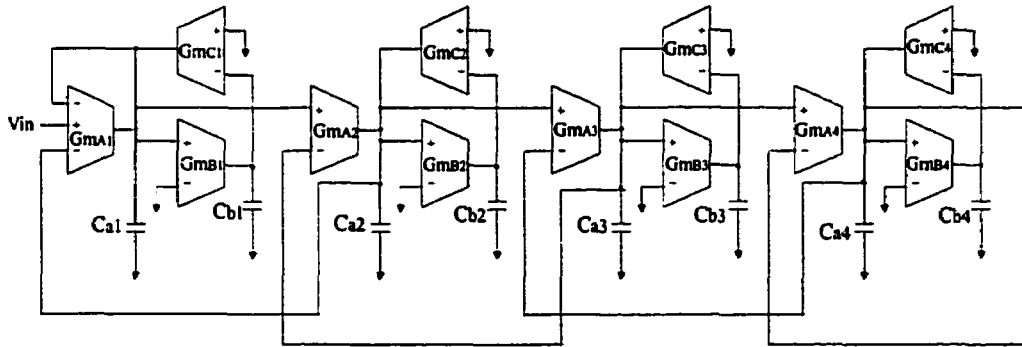 GmC1
GmC2
GmC3
GmC4
Vin
GmA1
GmB1
GmA2
GmB2
GmA3
GmB3
GmA4
GmB4
Ca1
Cb1
Ca2
Cb2
Ca3
Cb3
Ca4
Cb4